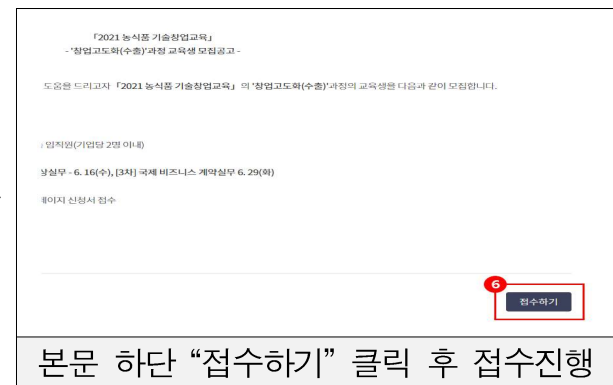 「2021 농식품 기술창업교육」
- '창업고도화(수출)'과정 교육생 모집공고 -
도움을 드리고자 「2021 농식품 기술창업교육」 의 '창업고도화(수출)'과정의 교육생을 다음과 같이 모집합니다.
임직원(기업당 2명 이내)
상실무 - 6. 16(수), [3차] 국제 비즈니스 계약실무 6. 29(화)
페이지 신청서 접수
6
접수하기
본문 하단 “접수하기” 클릭 후 접수진행